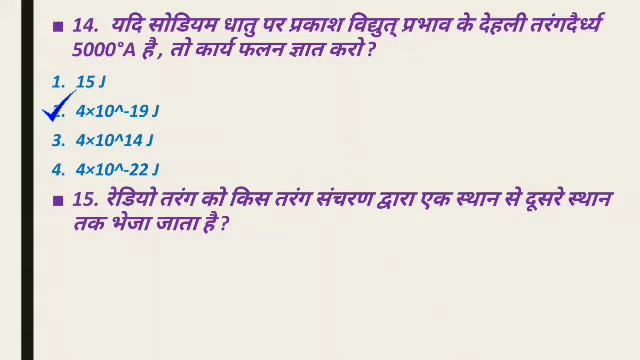 14. यदि सोडियम धातु पर प्रकाश विद्युत् प्रभाव के देहली तरंगदैर्ध्य
5000°A है , तो कार्य फलन ज्ञात करो ?
1. 15 J
2. 4×10^-19 J
3. 4×10^14 J
4. 4×10^-22 J
15. रेडियो तरंग को किस तरंग संचरण द्वारा एक स्थान से दूसरे स्थान
तक भेजा जाता है ?